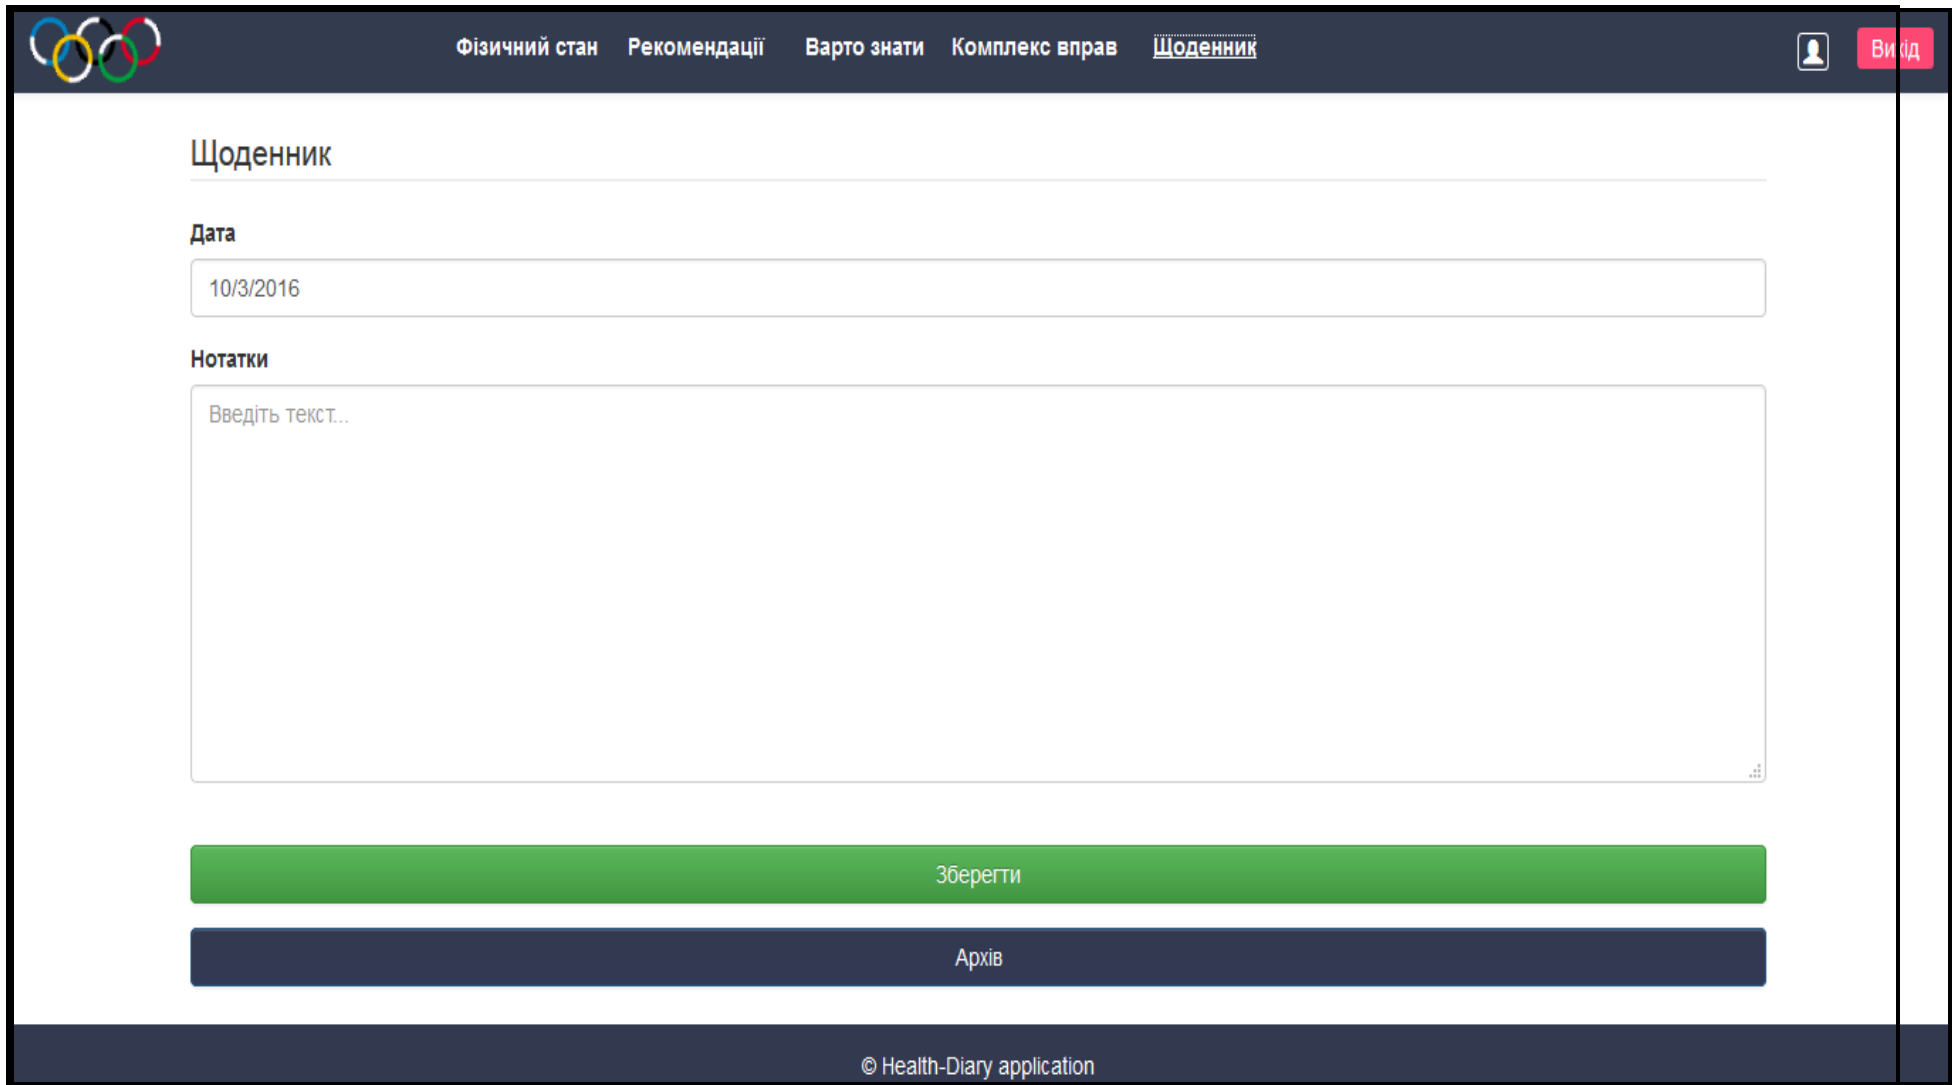 Фізичний стан Рекомендації Варто знати Комплекс вправ Щоденник Вихід
Щоденник
Дата
10/3/2016
Нотатки
Введіть текст...
Зберегти
Архів
© Health-Diary application